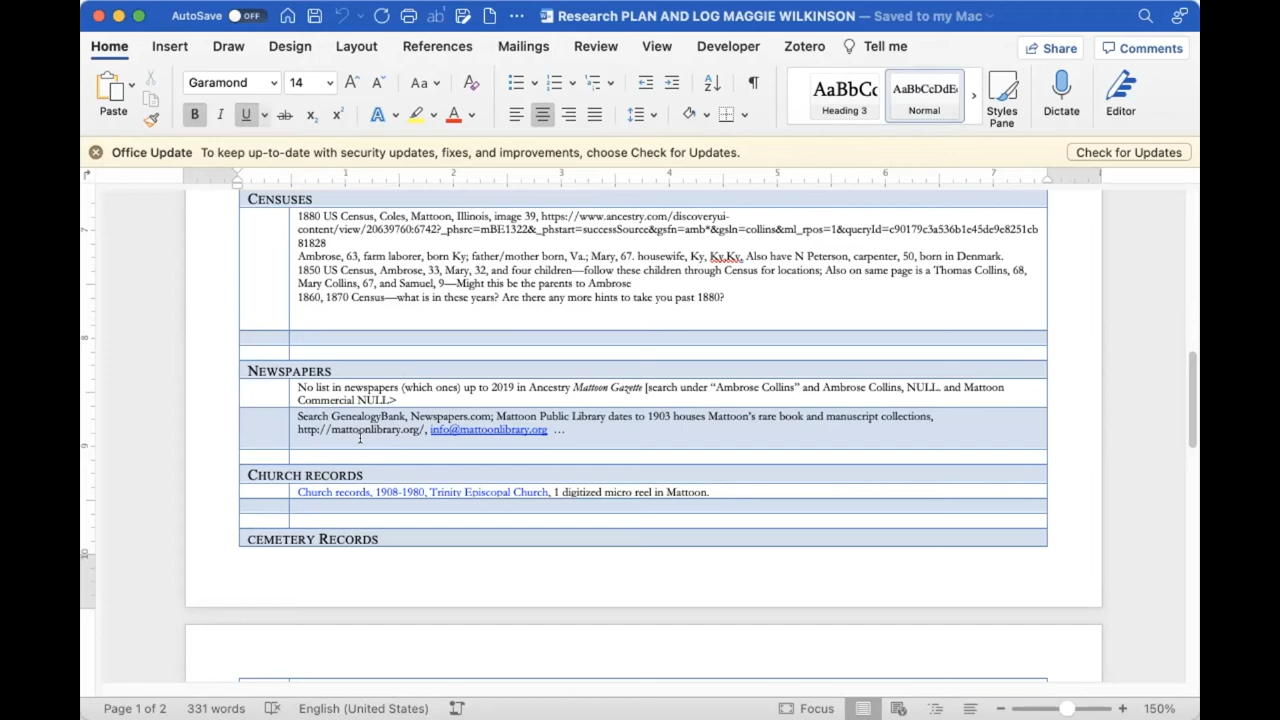 AutoSave OFF
Research PLAN AND LOG MAGGIE WILKINSON — Saved to my Mac
Home Insert Draw Design Layout References Mailings Review View Developer Zotero Tell me Share Comments
Paste Garamond 14
AaBbCc AaBbCcDdE
Heading 3 Normal
Styles Pane
Dictate
Editor
Office Update To keep up-to-date with security updates, fixes, and improvements, choose Check for Updates. Check for Updates
1 2 3 4 5 6 7
CENSUSES
1880 US Census, Coles, Mattoon, Illinois, image 39, https://www.ancestry.com/discoveryui-
content/view/20639760:6742?_phsrc=mBE1322&_phstart=successSource&gsfn=amb*&gsln=collins&ml_rpos=1&queryId=c90179c3a536b1e45de9e8251cb
81828
Ambrose, 63, farm laborer, born Ky; father/mother born, Va.; Mary, 67. housewife, Ky, Ky,Ky, Also have N Peterson, carpenter, 50, born in Denmark.
1850 US Census, Ambrose, 33, Mary, 32, and four children—follow these children through Census for locations; Also on same page is a Thomas Collins, 68,
Mary Collins, 67, and Samuel, 9—Might this be the parents to Ambrose
1860, 1870 Census—what is in these years? Are there any more hints to take you past 1880?
NEWSPAPERS
No list in newspapers (which ones) up to 2019 in Ancestry Mattoon Gazette [search under “Ambrose Collins” and Ambrose Collins, NULL. and Mattoon
Commercial NULL>
Search GenealogyBank, Newspapers.com; Mattoon Public Library dates to 1903 houses Mattoon’s rare book and manuscript collections,
http://mattoonlibrary.org/, info@mattoonlibrary.org …
CHURCH RECORDS
Church records, 1908-1980, Trinity Episcopal Church, 1 digitized micro reel in Mattoon.
CEMETERY RECORDS
7
8
9
10
Page 1 of 2 331 words English (United States) Focus 150%